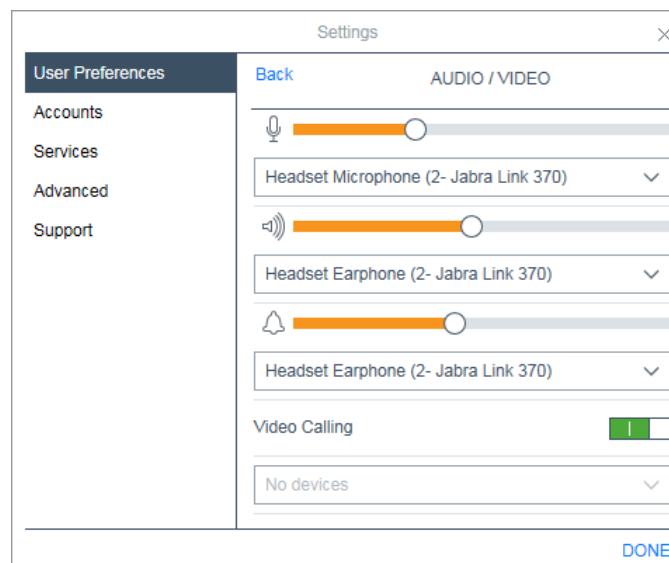 Settings
User Preferences
Accounts
Services
Advanced
Support
Back
AUDIO / VIDEO
Headset Microphone (2- Jabra Link 370)
Headset Earphone (2- Jabra Link 370)
Headset Earphone (2- Jabra Link 370)
Video Calling
No devices
DONE